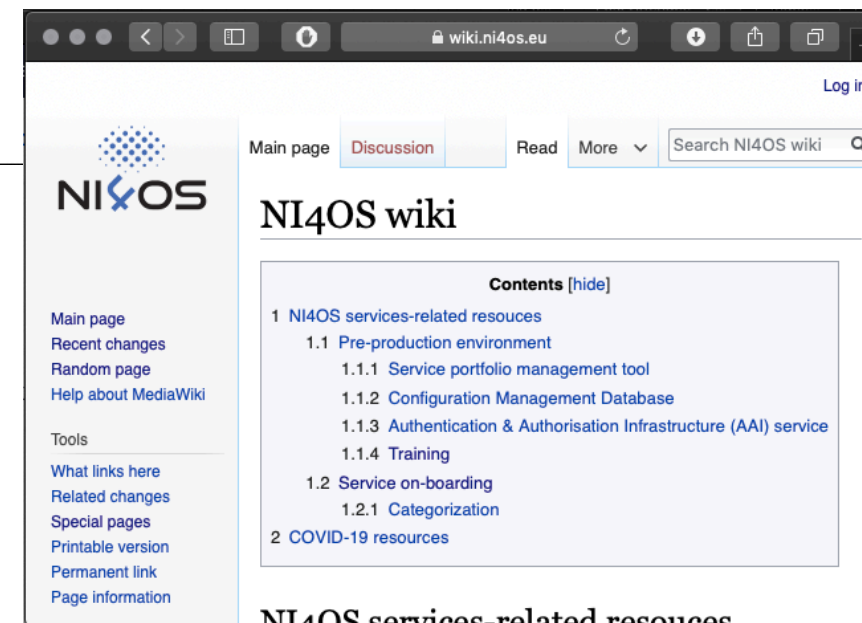 wiki.ni4os.eu
Log in
NI4OS
Main page Discussion Read More Search NI4OS wiki
NI4OS wiki
Contents [hide]
1 NI4OS services-related resouces
1.1 Pre-production environment
1.1.1 Service portfolio management tool
1.1.2 Configuration Management Database
1.1.3 Authentication & Authorisation Infrastructure (AAI) service
1.1.4 Training
1.2 Service on-boarding
1.2.1 Categorization
2 COVID-19 resources
Main page
Recent changes
Random page
Help about MediaWiki
Tools
What links here
Related changes
Special pages
Printable version
Permanent link
Page information
NI4OS services-related resouces